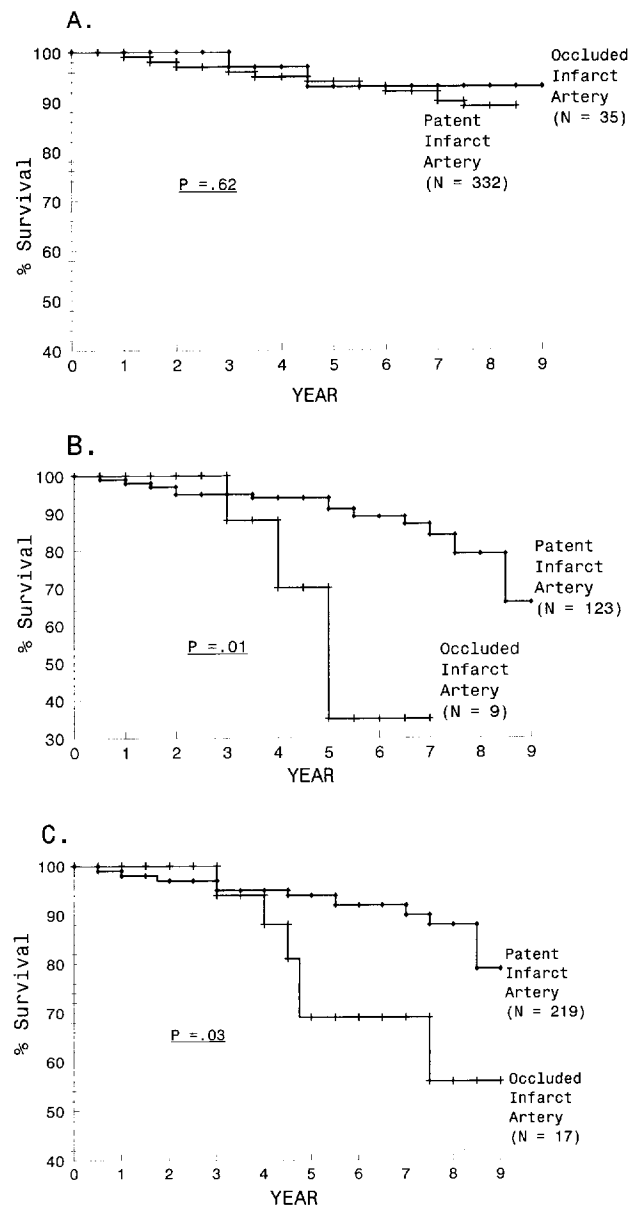 A.
100
90
80
70
60
50
40
% Survival
0 1 2 3 4 5 6 7 8 9
YEAR
P =.62
Occluded
Infarct
Artery
(N = 35)
Patent
Infarct
Artery
(N = 332)
B.
100
90
80
70
60
50
40
30
% Survival
0 1 2 3 4 5 6 7 8 9
YEAR
P =.01
Patent
Infarct
Artery
(N = 123)
Occluded
Infarct
Artery
(N = 9)
C.
100
90
80
70
60
50
40
% Survival
0 1 2 3 4 5 6 7 8 9
YEAR
P =.03
Patent
Infarct
Artery
(N = 219)
Occluded
Infarct
Artery
(N = 17)